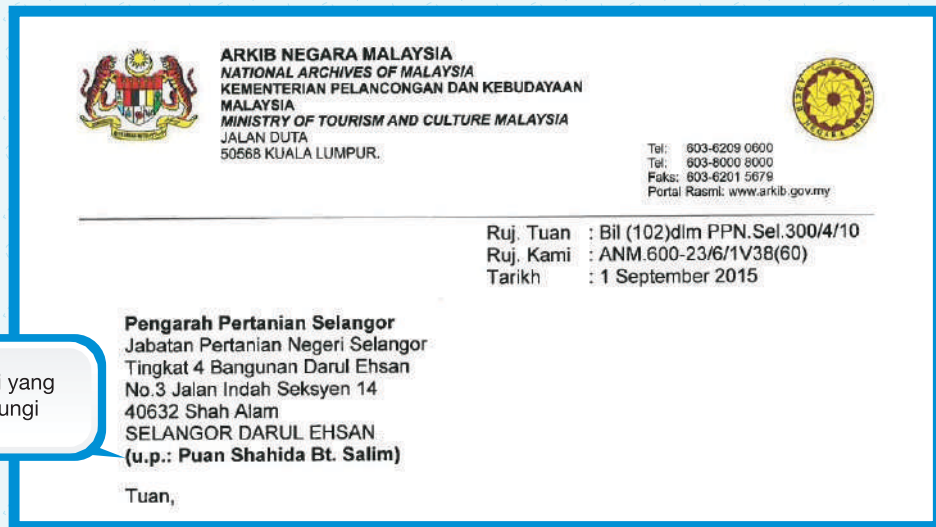 ARKIB NEGARA MALAYSIA
NATIONAL ARCHIVES OF MALAYSIA
KEMENTERIAN PELANCONGAN DAN KEBUDAYAAN
MALAYSIA
MINISTRY OF TOURISM AND CULTURE MALAYSIA
JALAN DUTA
50568 KUALA LUMPUR.
ARKIB NEGARA MALAYSIA
Tel: 603-6209 0600
Tel: 603-8000 8000
Faks: 603-6201 5679
Portal Rasmi: www.arkib.gov.my
Ruj. Tuan : Bil (102)dlm PPN.Sel.300/4/10
Ruj. Kami : ANM.600-23/6/1V38(60)
Tarikh : 1 September 2015
Pengarah Pertanian Selangor
Jabatan Pertanian Negeri Selangor
Tingkat 4 Bangunan Darul Ehsan
No.3 Jalan Indah Seksyen 14
40632 Shah Alam
SELANGOR DARUL EHSAN
(u.p.: Puan Shahida Bt. Salim)
Tuan,
yang